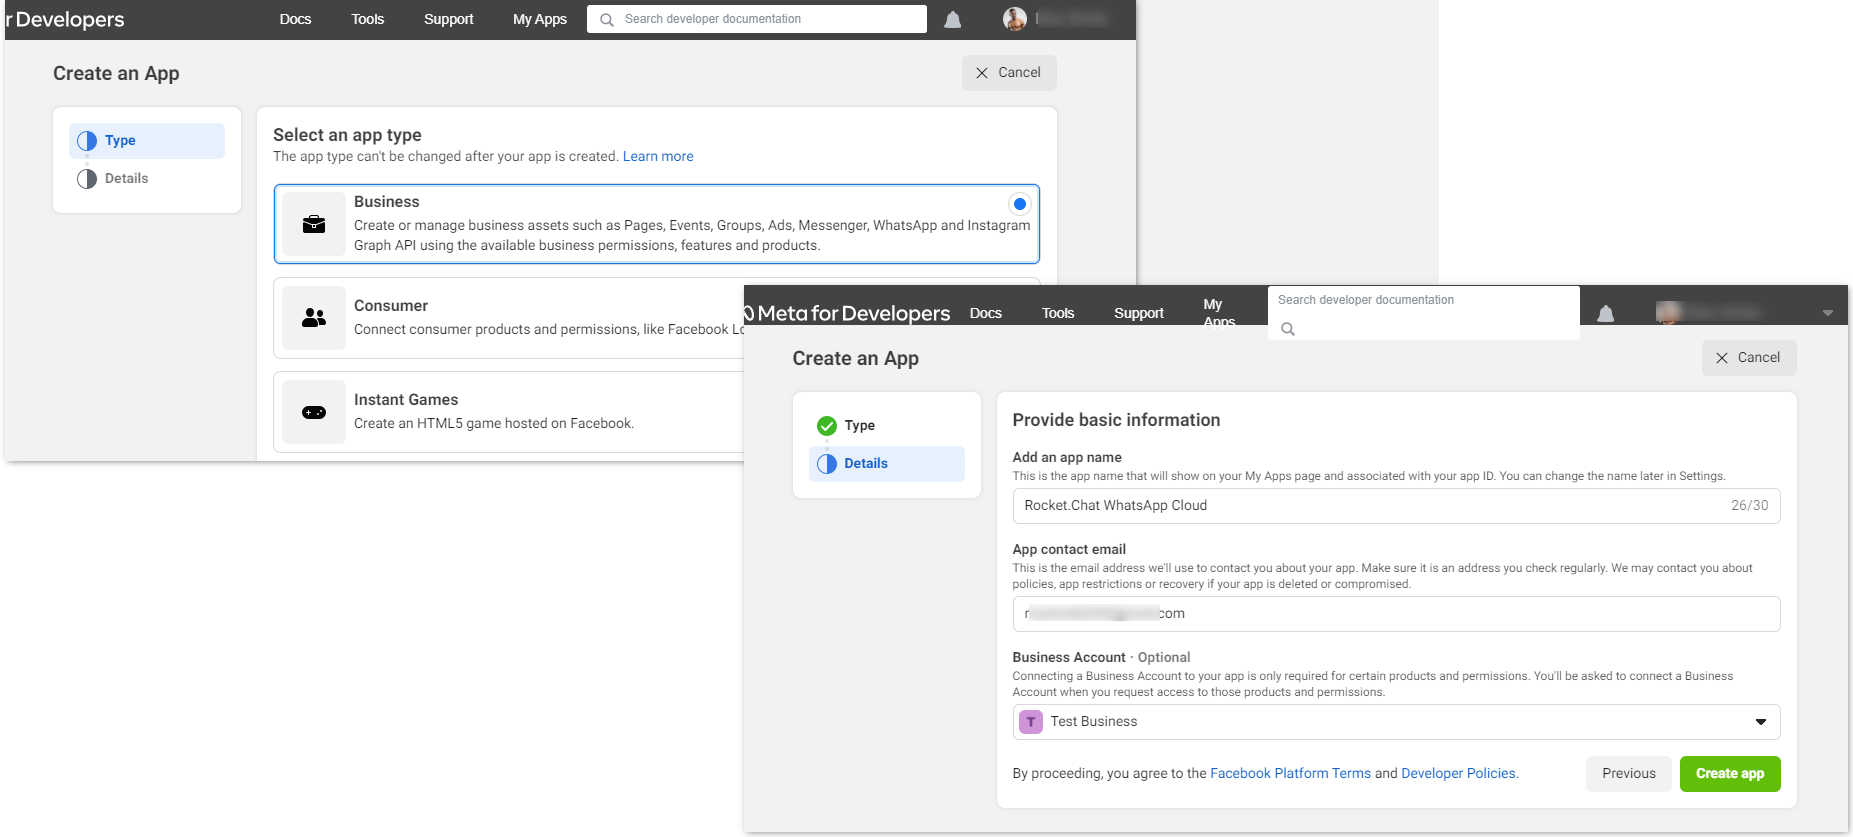 r Developers
Docs
Tools
Support
My Apps
Search developer documentation
Create an App
Cancel
Type
Details
Select an app type
The app type can't be changed after your app is created. Learn more
Business
Create or manage business assets such as Pages, Events, Groups, Ads, Messenger, WhatsApp and Instagram
Graph API using the available business permissions, features and products.
Consumer
Connect consumer products and permissions, like Facebook Lo
Instant Games
Create an HTML5 game hosted on Facebook.
Meta for Developers
Docs
Tools
Support
My
Apps
Search developer documentation
Create an App
Cancel
Type
Details
Provide basic information
Add an app name
This is the app name that will show on your My Apps page and associated with your app ID. You can change the name later in Settings.
Rocket.Chat WhatsApp Cloud
26/30
App contact email
This is the email address we'll use to contact you about your app. Make sure it is an address you check regularly. We may contact you about
policies, app restrictions or recovery if your app is deleted or compromised.
com
Business Account · Optional
Connecting a Business Account to your app is only required for certain products and permissions. You'll be asked to connect a Business
Account when you request access to those products and permissions.
T Test Business
By proceeding, you agree to the Facebook Platform Terms and Developer Policies.
Previous
Create app